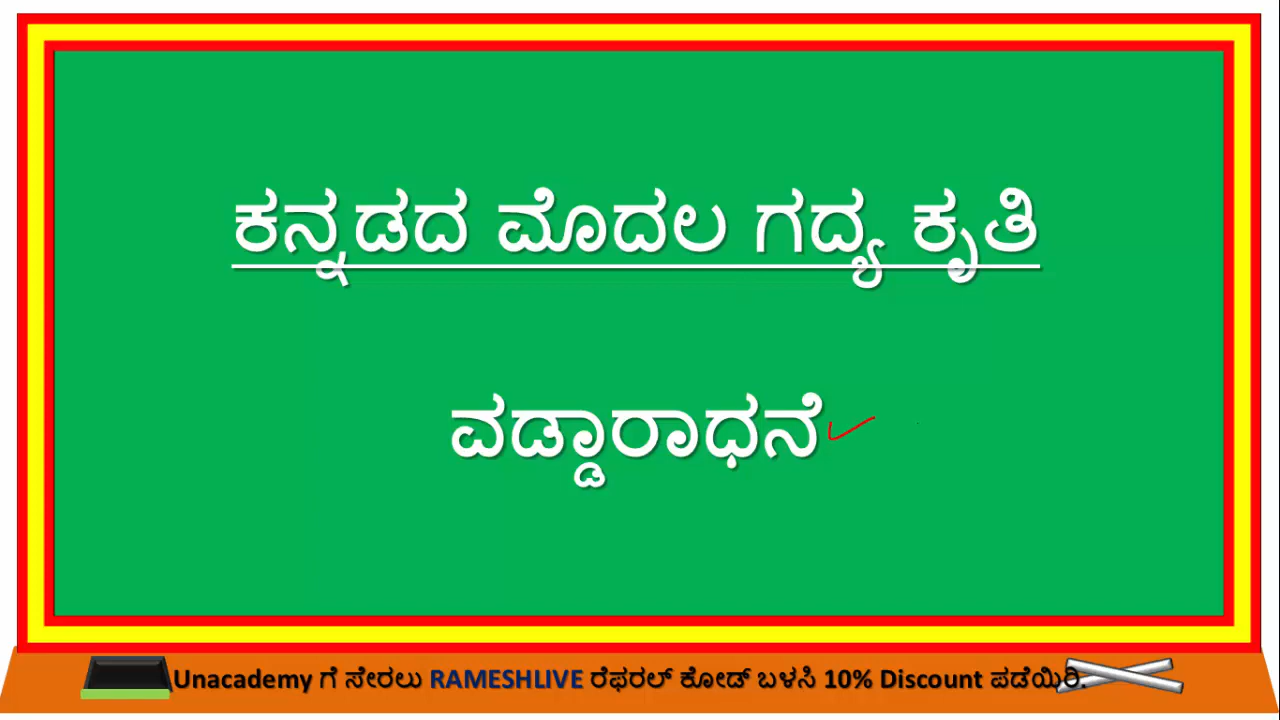 ಕನ್ನಡದ ಮೊದಲ ಗದ್ಯ ಕೃತಿ
ವಡ್ಡಾರಾಧನೆ
Unacademy ಗೆ ಸೇರಲು RAMESHLIVE ರೆಫರಲ್ ಕೋಡ್ ಬಳಸಿ 10% Discount ಪಡೆಯಿರಿ.